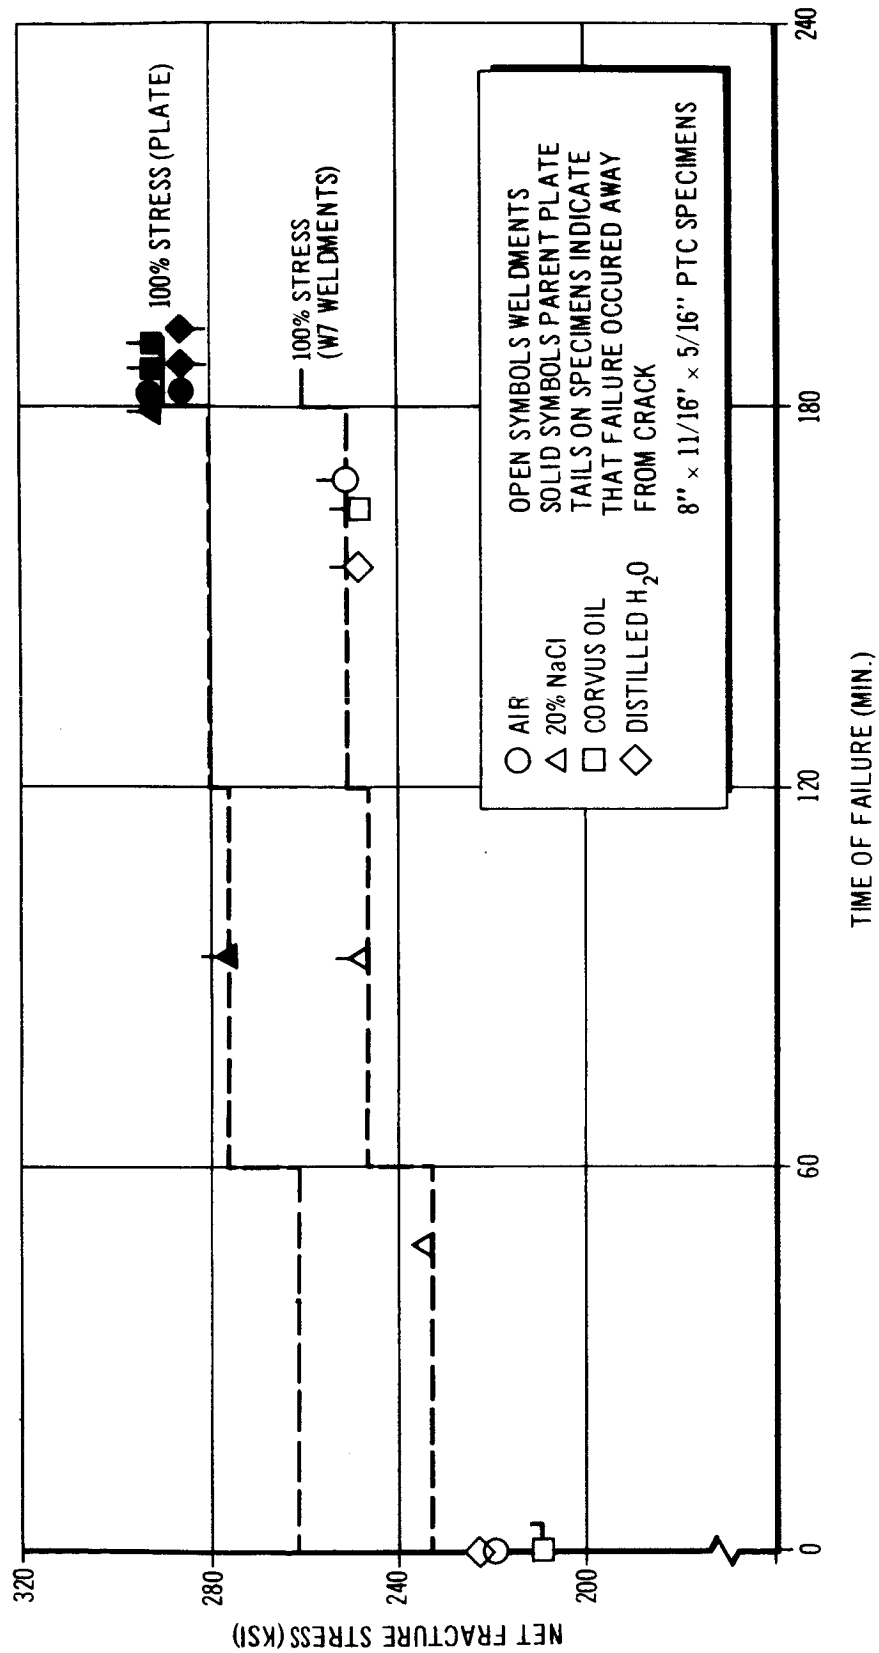 NET FRACTURE STRESS (KSI)
320
280
240
200
0
60
120
180
240
TIME OF FAILURE (MIN.)
100% STRESS (PLATE)
100% STRESS
(W7 WELDMENTS)
AIR
20% NaCl
CORVUS OIL
DISTILLED H₂O
OPEN SYMBOLS WELDMENTS
SOLID SYMBOLS PARENT PLATE
TAILS ON SPECIMENS INDICATE
THAT FAILURE OCCURED AWAY
FROM CRACK
8" × 11/16" × 5/16" PTC SPECIMENS